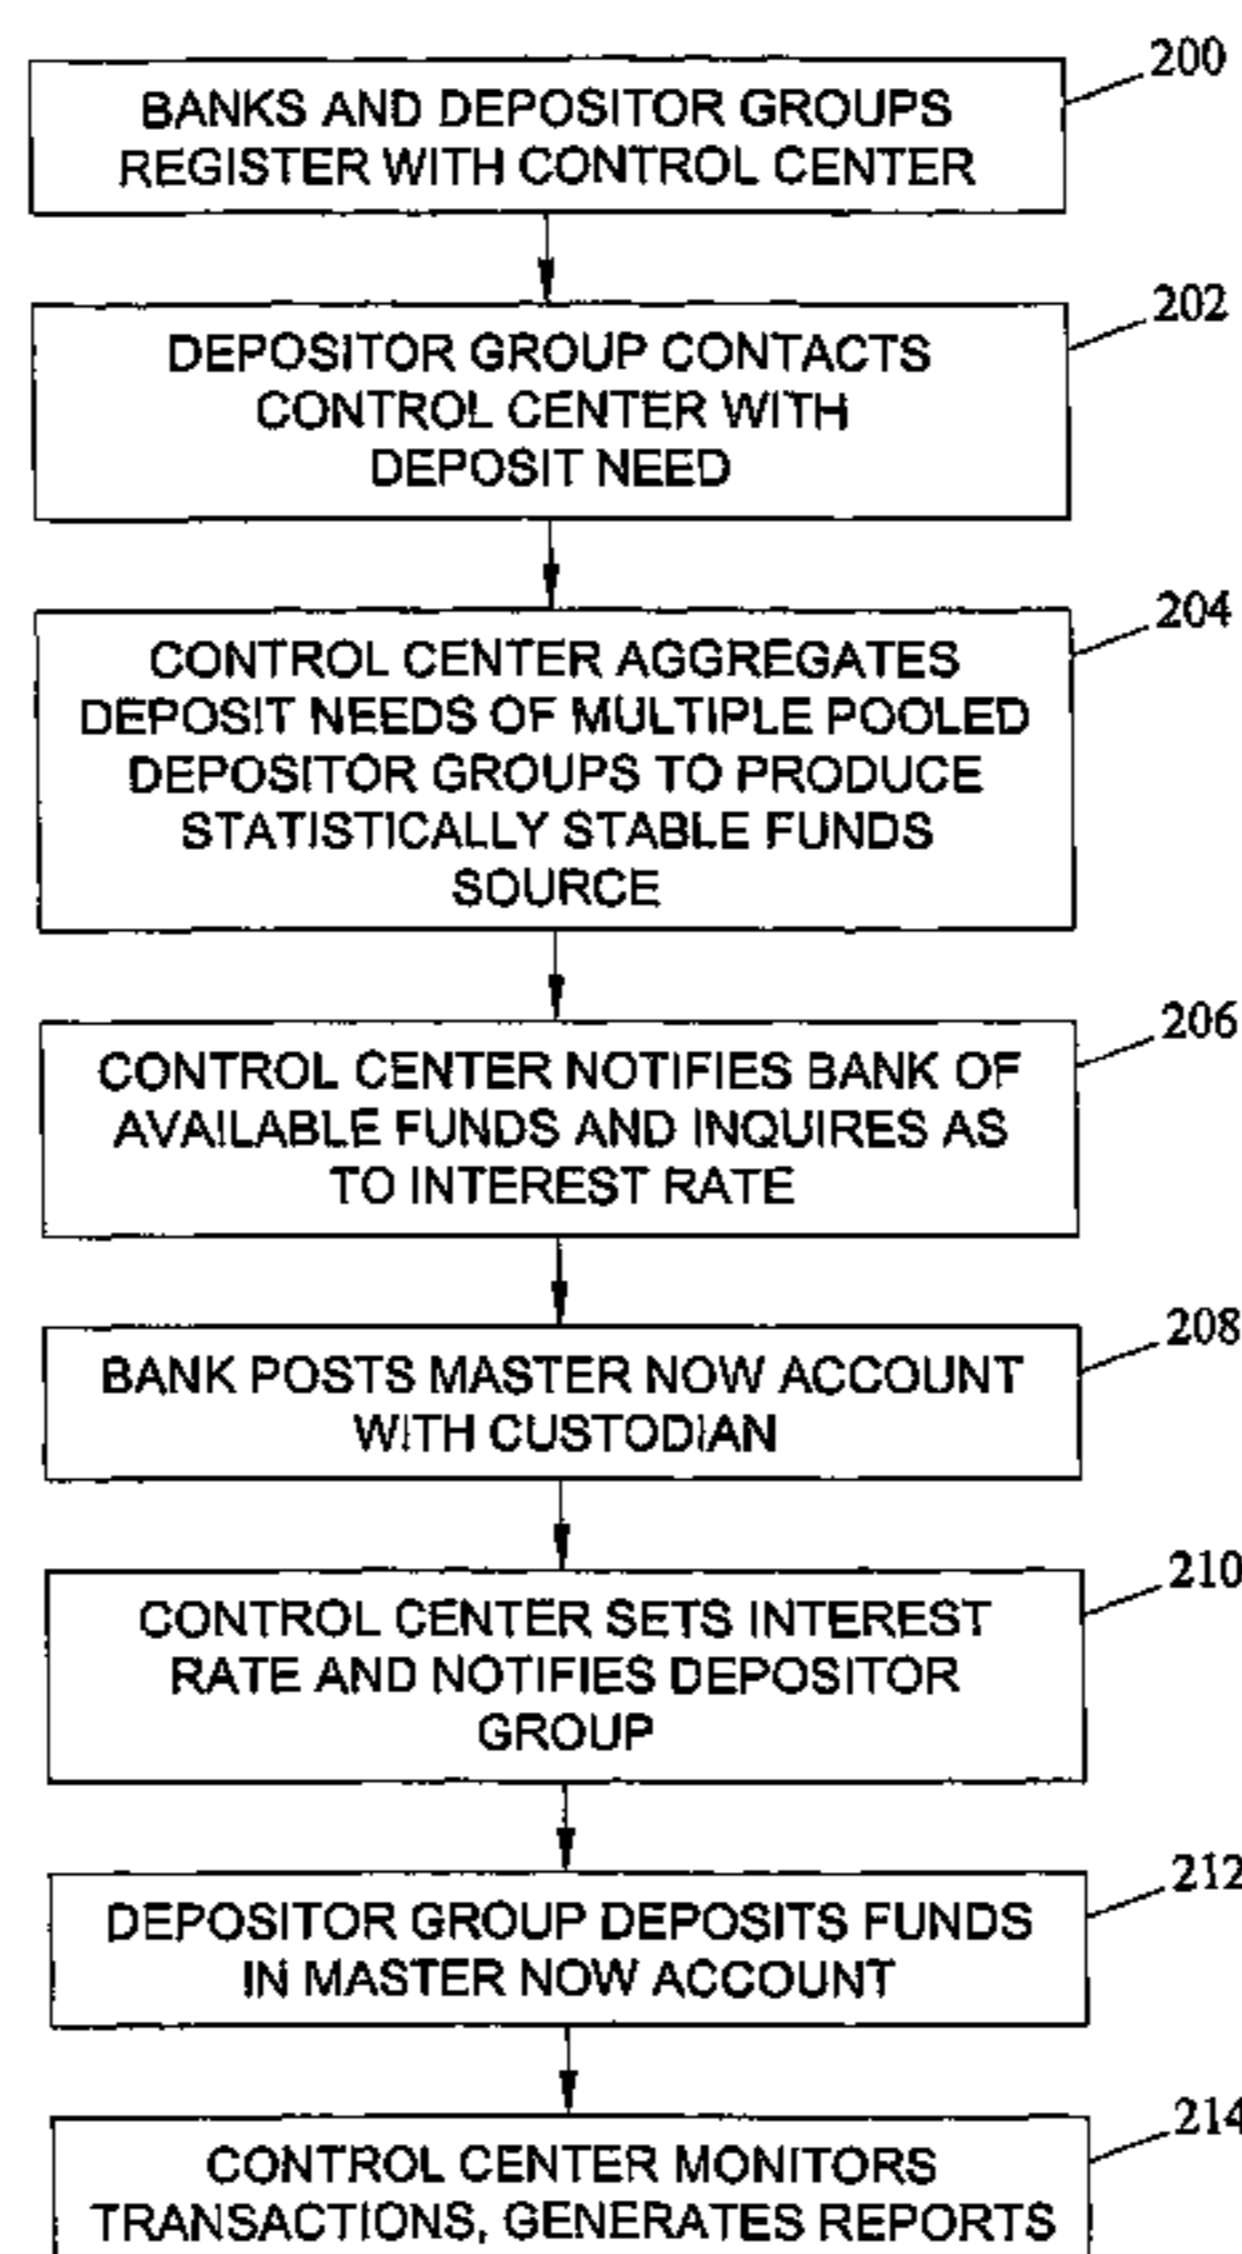 200
BANKS AND DEPOSITOR GROUPS
REGISTER WITH CONTROL CENTER
202
DEPOSITOR GROUP CONTACTS
CONTROL CENTER WITH
DEPOSIT NEED
204
CONTROL CENTER AGGREGATES
DEPOSIT NEEDS OF MULTIPLE POOLED
DEPOSITOR GROUPS TO PRODUCE
STATISTICALLY STABLE FUNDS
SOURCE
206
CONTROL CENTER NOTIFIES BANK OF
AVAILABLE FUNDS AND INQUIRES AS
TO INTEREST RATE
208
BANK POSTS MASTER NOW ACCOUNT
WITH CUSTODIAN
210
CONTROL CENTER SETS INTEREST
RATE AND NOTIFIES DEPOSITOR
GROUP
212
DEPOSITOR GROUP DEPOSITS FUNDS
IN MASTER NOW ACCOUNT
214
CONTROL CENTER MONITORS
TRANSACTIONS, GENERATES REPORTS